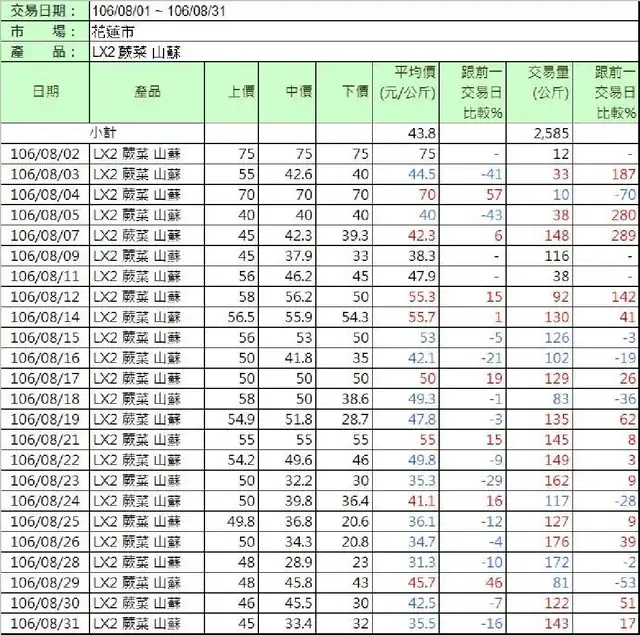 交易日期： 106/08/01 ~ 106/08/31
市 場： 花蓮市
產 品： LX2 蕨菜 山蘇
日期 產品 上價 中價 下價 平均價(元/公斤) 跟前一交易日比較% 交易量(公斤) 跟前一交易日比較%
小計 43.8 2,585
106/08/02 LX2 蕨菜 山蘇 75 75 75 75 - 12 -
106/08/03 LX2 蕨菜 山蘇 55 42.6 40 44.5 -41 33 187
106/08/04 LX2 蕨菜 山蘇 70 70 70 70 57 10 -70
106/08/05 LX2 蕨菜 山蘇 40 40 40 40 -43 38 280
106/08/07 LX2 蕨菜 山蘇 45 42.3 39.3 42.3 6 148 289
106/08/09 LX2 蕨菜 山蘇 45 37.9 33 38.3 - 116 -
106/08/11 LX2 蕨菜 山蘇 56 46.2 45 47.9 - 38 -
106/08/12 LX2 蕨菜 山蘇 58 56.2 50 55.3 15 92 142
106/08/14 LX2 蕨菜 山蘇 56.5 55.9 54.3 55.7 1 130 41
106/08/15 LX2 蕨菜 山蘇 56 53 50 53 -5 126 -3
106/08/16 LX2 蕨菜 山蘇 50 41.8 35 42.1 -21 102 -19
106/08/17 LX2 蕨菜 山蘇 50 50 50 50 19 129 26
106/08/18 LX2 蕨菜 山蘇 58 50 38.6 49.3 -1 83 -36
106/08/19 LX2 蕨菜 山蘇 54.9 51.8 28.7 47.8 -3 135 62
106/08/21 LX2 蕨菜 山蘇 55 55 55 55 15 145 8
106/08/22 LX2 蕨菜 山蘇 54.2 49.6 46 49.8 -9 149 3
106/08/23 LX2 蕨菜 山蘇 50 32.2 30 35.3 -29 162 9
106/08/24 LX2 蕨菜 山蘇 50 39.8 36.4 41.1 16 117 -28
106/08/25 LX2 蕨菜 山蘇 49.8 36.8 20.6 36.1 -12 127 9
106/08/26 LX2 蕨菜 山蘇 50 34.3 20.8 34.7 -4 176 39
106/08/28 LX2 蕨菜 山蘇 48 28.9 23 31.3 -10 172 -2
106/08/29 LX2 蕨菜 山蘇 48 45.8 43 45.7 46 81 -53
106/08/30 LX2 蕨菜 山蘇 46 45.5 30 42.5 -7 122 51
106/08/31 LX2 蕨菜 山蘇 45 33.4 32 35.5 -16 143 17